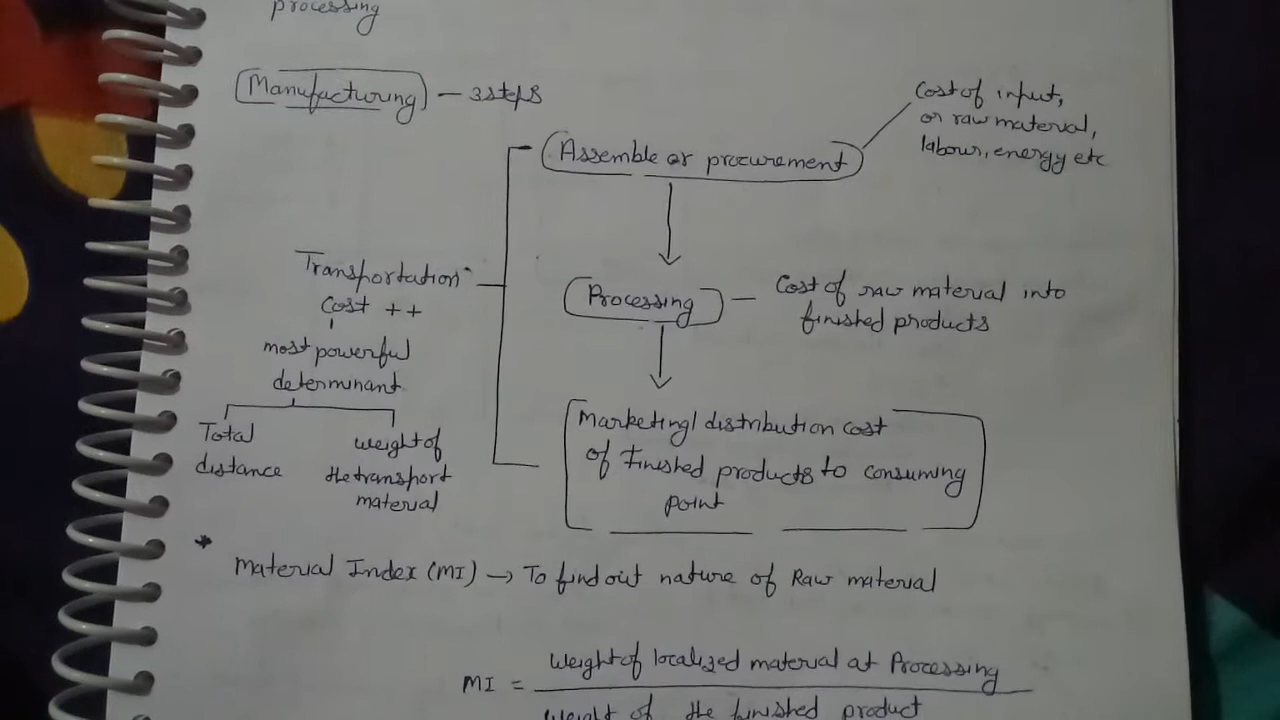 processing
Manufacturing - 3 steps
Cost of input,
or raw material,
labour, energy etc
Assemble or procurement
Transportation
Cost ++
most powerful
determinant
Total
distance
weight of
the transport
material
Processing - Cost of raw material into
finished products
Marketing/distribution cost
of finished products to consuming
point
* Material Index (MI) → To find out nature of Raw material
MI = weight of localized material at Processing
weight of the finished product